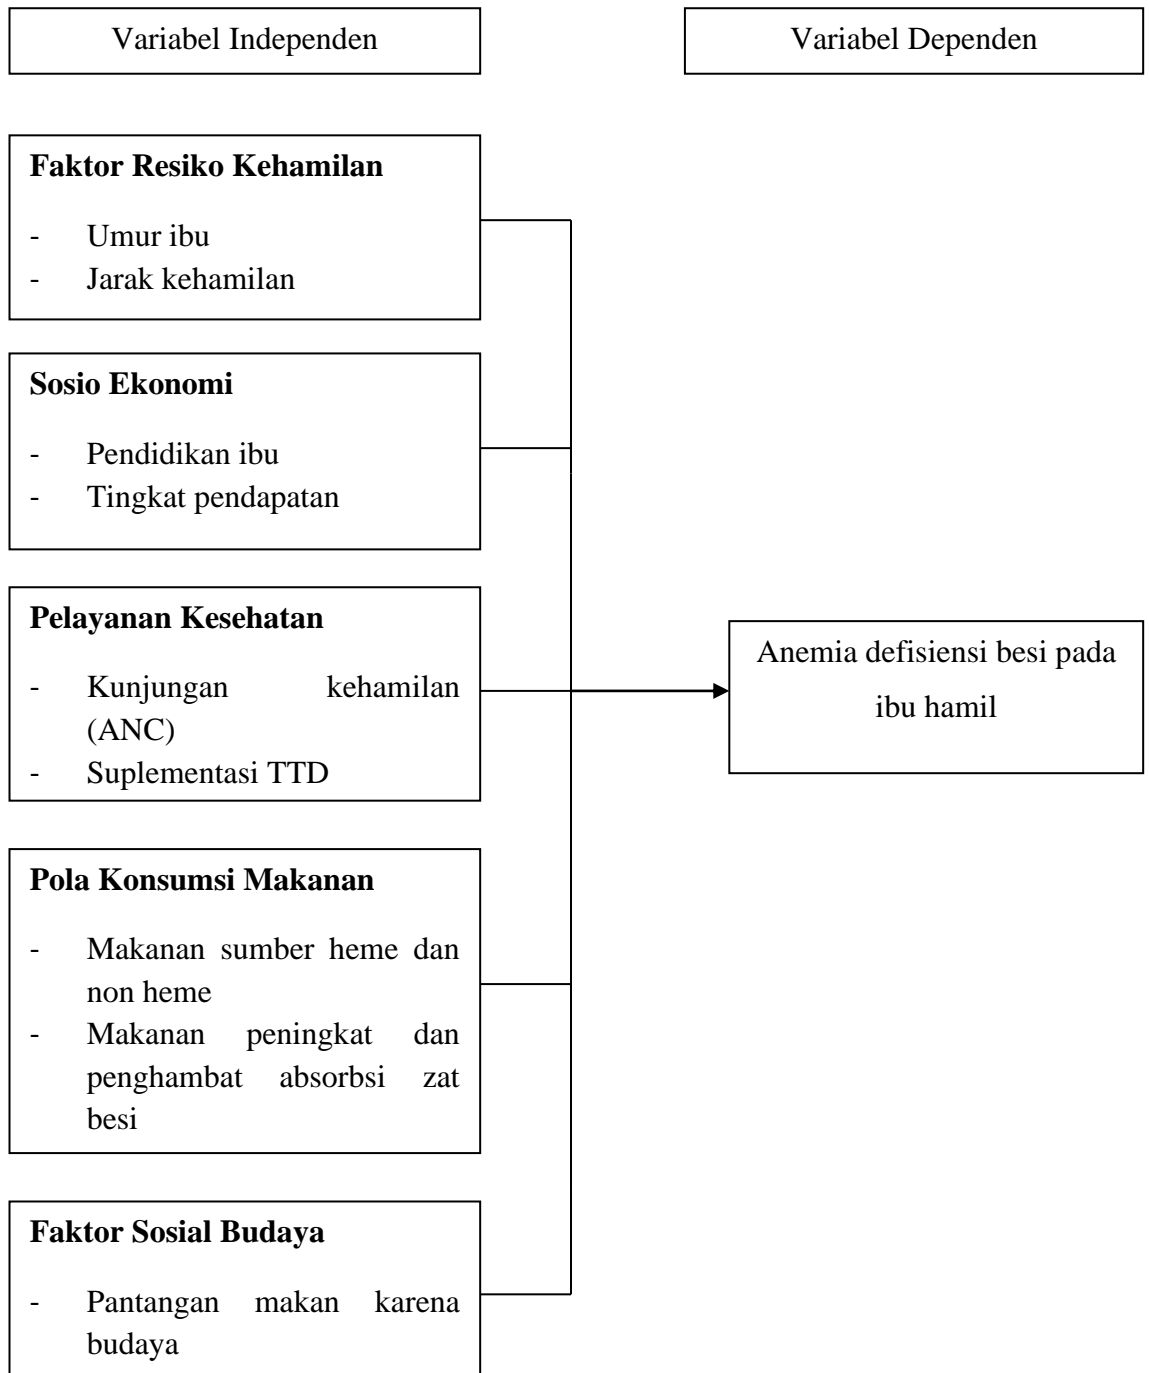 Variabel Independen
Variabel Dependen
Faktor Resiko Kehamilan
- Umur ibu
- Jarak kehamilan
Sosio Ekonomi
- Pendidikan ibu
- Tingkat pendapatan
Pelayanan Kesehatan
- Kunjungan kehamilan
(ANC)
- Suplementasi TTD
Pola Konsumsi Makanan
- Makanan sumber heme dan
non heme
- Makanan peningkat dan
penghambat absorbsi zat
besi
Faktor Sosial Budaya
- Pantangan makan karena
budaya
Anemia defisiensi besi pada
ibu hamil